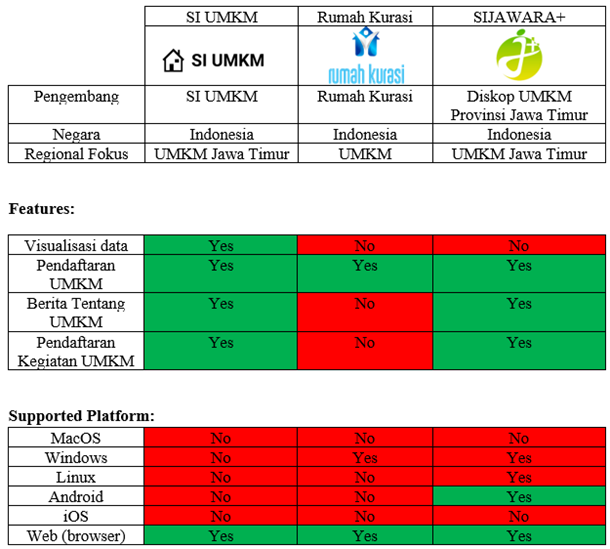 SI UMKM Rumah Kurasi SIJAWARA+
SI UMKM rumah kurasi
Pengembang SI UMKM Rumah Kurasi Diskop UMKM
Provinsi Jawa Timur
Negara Indonesia Indonesia Indonesia
Regional Fokus UMKM Jawa Timur UMKM UMKM Jawa Timur
Features:
Visualisasi data Yes No No
Pendaftaran Yes Yes Yes
UMKM
Berita Tentang Yes No Yes
UMKM
Pendaftaran Yes No Yes
Kegiatan UMKM
Supported Platform:
MacOS No No No
Windows No Yes Yes
Linux No No Yes
Android No No Yes
iOS No No No
Web (browser) Yes Yes Yes